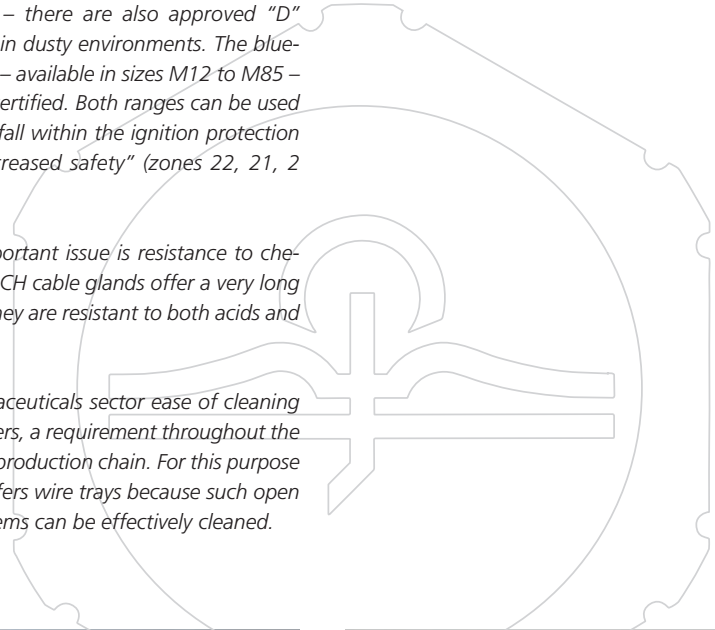 – there are also approved “D”
in dusty environments. The blue-
– available in sizes M12 to M85 –
ertified. Both ranges can be used
fall within the ignition protection
creased safety” (zones 22, 21, 2
portant issue is resistance to che-
CH cable glands offer a very long
hey are resistant to both acids and
aceuticals sector ease of cleaning
ers, a requirement throughout the
production chain. For this purpose
fers wire trays because such open
ems can be effectively cleaned.